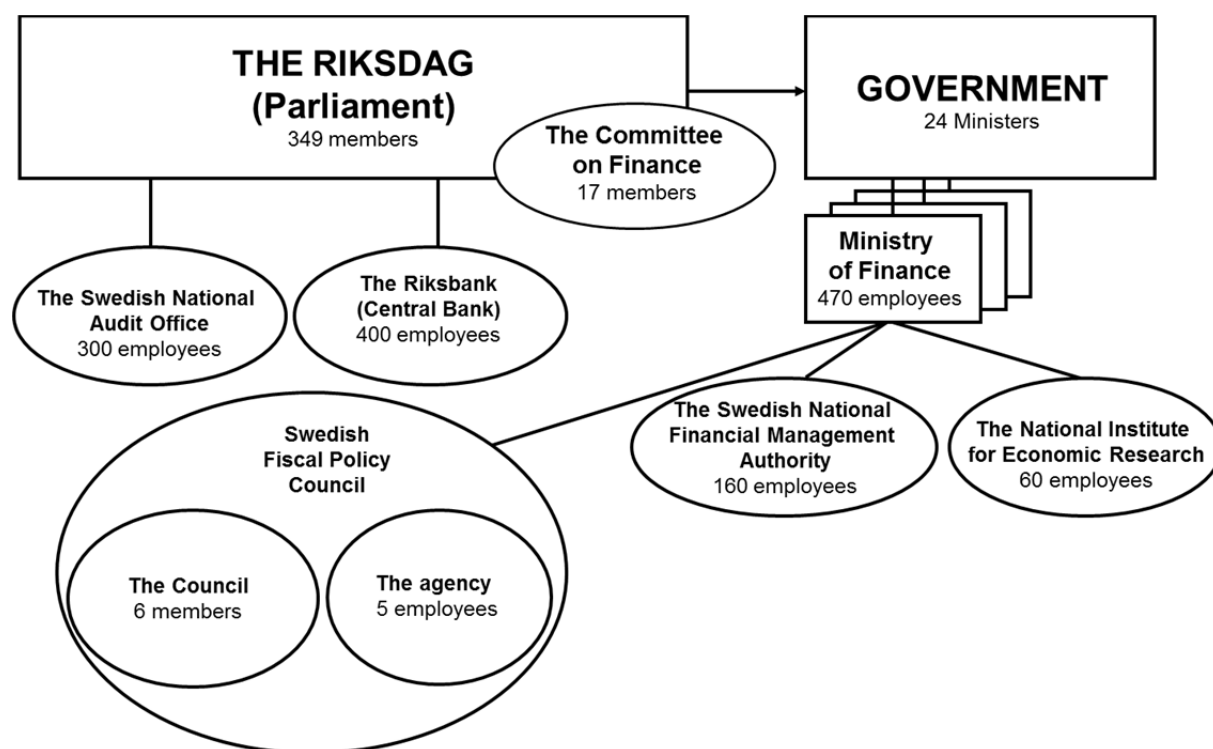 THE RIKSDAG
(Parliament)
349 members
The Committee
on Finance
17 members
GOVERNMENT
24 Ministers
Ministry
of Finance
470 employees
The Swedish National
Audit Office
300 employees
The Riksbank
(Central Bank)
400 employees
Swedish
Fiscal Policy
Council
The Council
6 members
The agency
5 employees
The Swedish National
Financial Management
Authority
160 employees
The National Institute
for Economic Research
60 employees